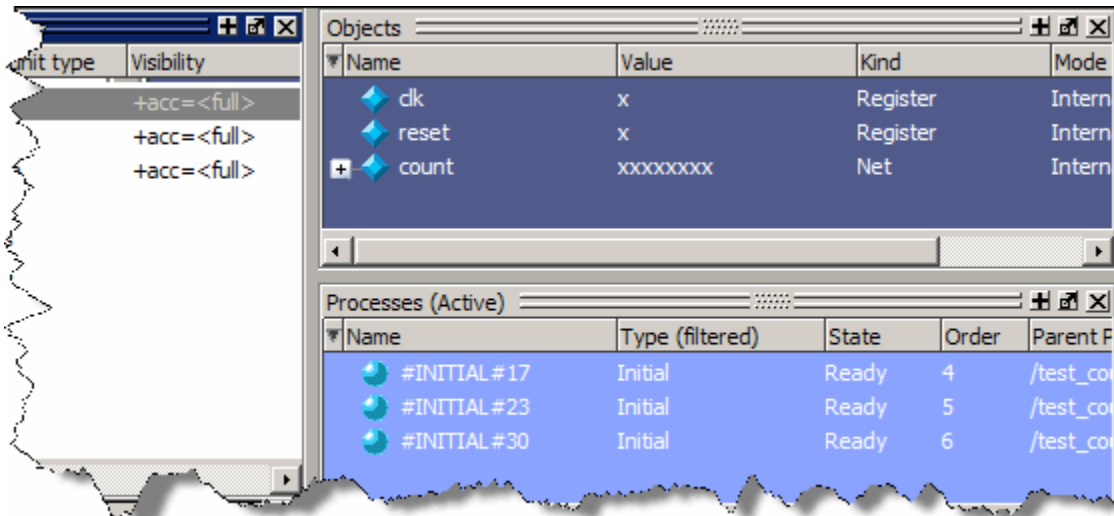 Objects
unit type Visibility
Name Value Kind Mode
+acc=<full>
clk x Register Intern
+acc=<full>
reset x Register Intern
+acc=<full>
count xxxxxxxx Net Intern
Processes (Active)
Name Type (filtered) State Order Parent P
#INITIAL#17 Initial Ready 4 /test_cou
#INITIAL#23 Initial Ready 5 /test_cou
#INITIAL#30 Initial Ready 6 /test_cou